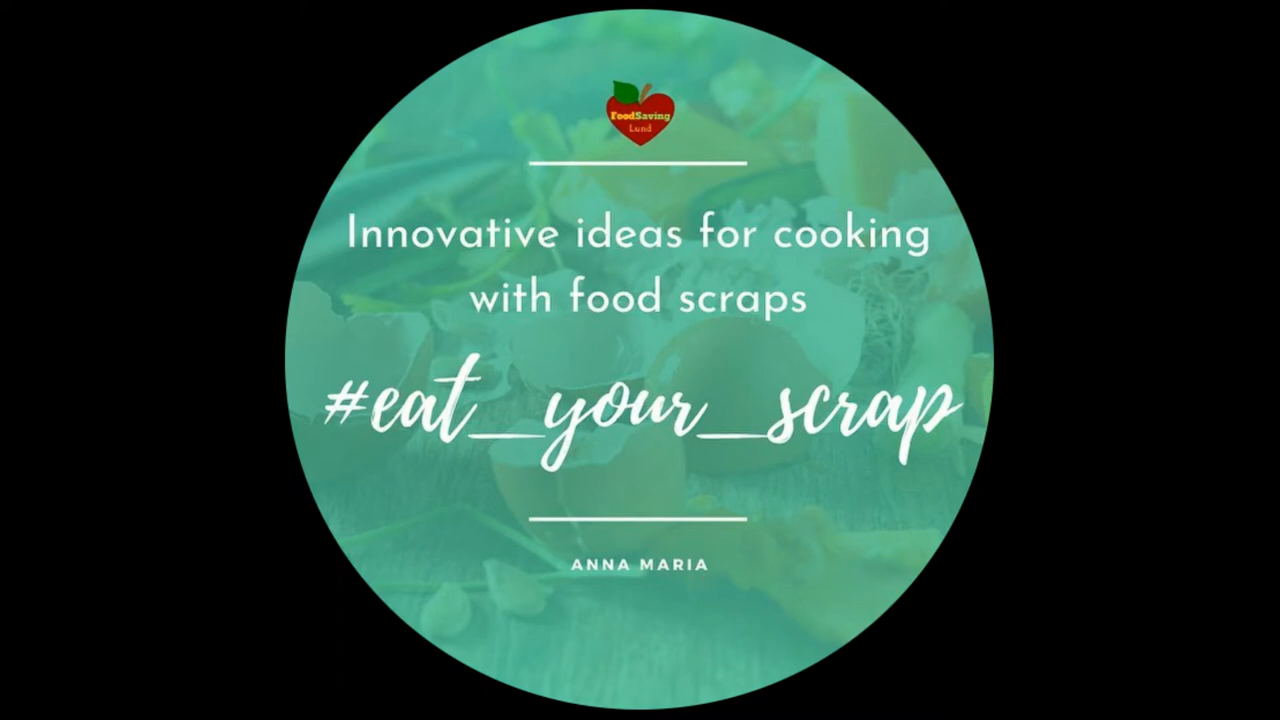 FoodSaving
Lund
Innovative ideas for cooking
with food scraps
#eat_your_scrap
ANNA MARIA